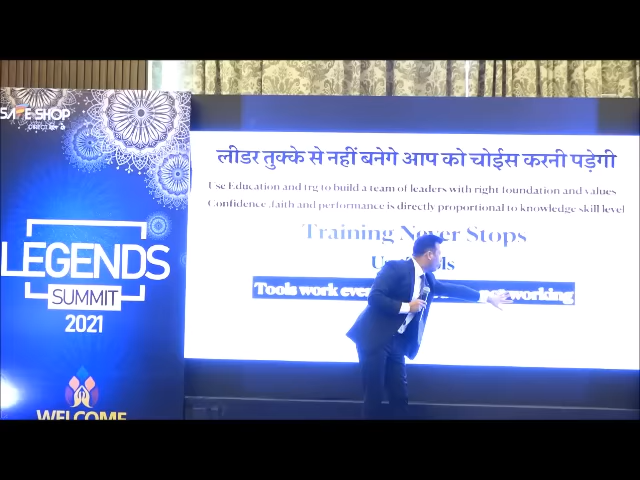 SAFE SHOP
LEGENDS
SUMMIT
2021
WELCOME
लीडर तुक्के से नहीं बनेगे आप को चोईस करनी पड़ेगी
Use Education and trg to build a team of leaders with right foundation and values
Confidence ,faith and performance is directly proportional to knowledge skill level
Training Never Stops
Tools work working